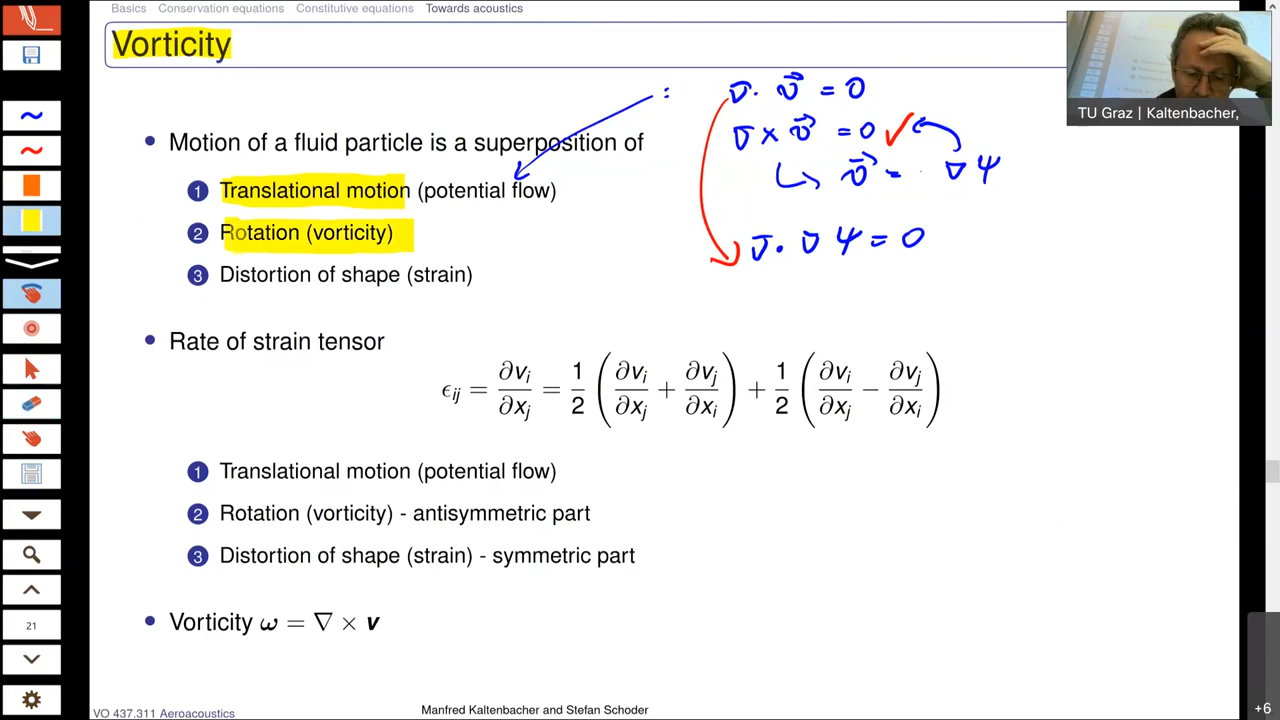 Basics Conservation equations Constitutive equations Towards acoustics
Vorticity
∇ · v⃗ = 0
∇ × v⃗ = 0 ✓
↳ v⃗ = ∇ψ
∇ · ∇ ψ = 0
:
TU Graz | Kaltenbacher,
• Motion of a fluid particle is a superposition of
1 Translational motion (potential flow)
2 Rotation (vorticity)
3 Distortion of shape (strain)
• Rate of strain tensor
ϵij = ∂vi/∂xj = 1/2 (∂vi/∂xj + ∂vj/∂xi) + 1/2 (∂vi/∂xj − ∂vj/∂xi)
1 Translational motion (potential flow)
2 Rotation (vorticity) - antisymmetric part
3 Distortion of shape (strain) - symmetric part
• Vorticity ω = ∇ × v
21
VO 437.311 Aeroacoustics
Manfred Kaltenbacher and Stefan Schoder
+6